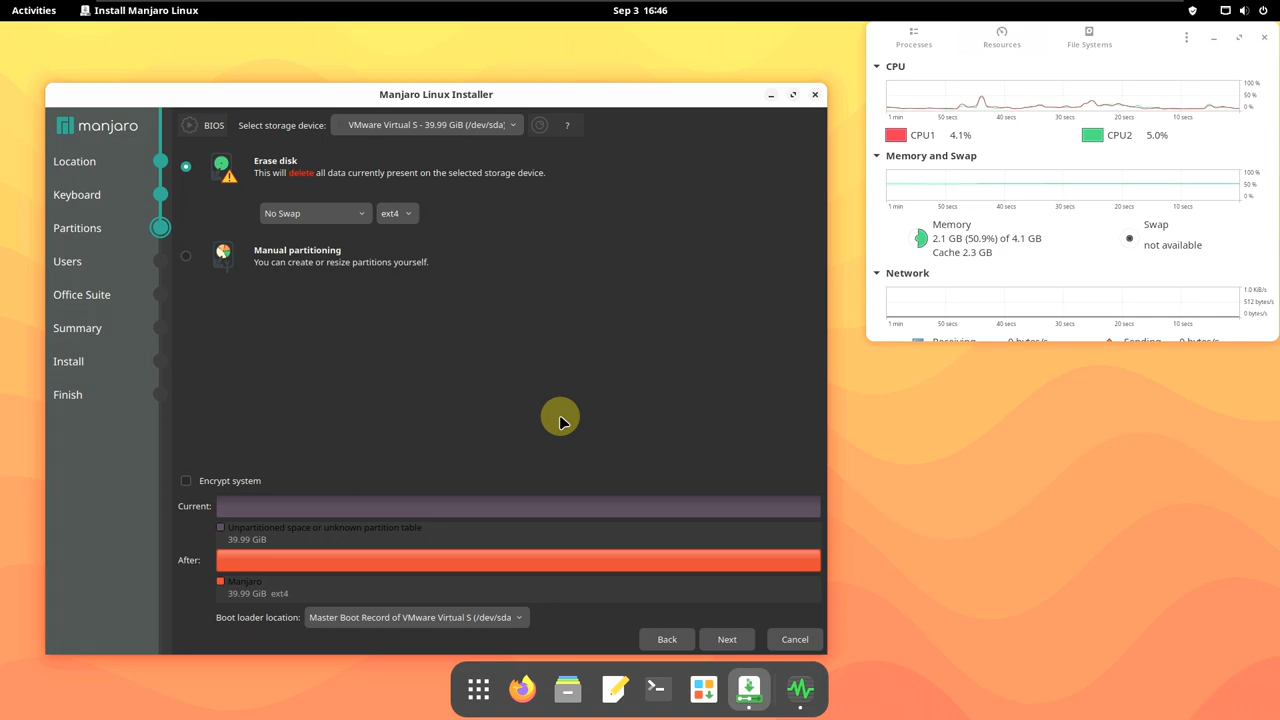 Activities
Install Manjaro Linux
Sep 3 16:46
Manjaro Linux Installer
manjaro
Location
Keyboard
Partitions
Users
Office Suite
Summary
Install
Finish
BIOS
Select storage device:
VMware Virtual S - 39.99 GiB (/dev/sda)
?
Erase disk
This will delete all data currently present on the selected storage device.
No Swap
ext4
Manual partitioning
You can create or resize partitions yourself.
Encrypt system
Current:
Unpartitioned space or unknown partition table
39.99 GiB
After:
Manjaro
39.99 GiB ext4
Boot loader location:
Master Boot Record of VMware Virtual S (/dev/sda
Back
Next
Cancel
Processes
Resources
File Systems
CPU
100 %
50 %
0 %
1 min
50 secs
40 secs
30 secs
20 secs
10 secs
CPU1 4.1%
CPU2 5.0%
Memory and Swap
100 %
50 %
0 %
1 min
50 secs
40 secs
30 secs
20 secs
10 secs
Memory
2.1 GB (50.9%) of 4.1 GB
Cache 2.3 GB
Swap
not available
Network
1.0 KiB/s
512 bytes/s
0 bytes/s
1 min
50 secs
40 secs
30 secs
20 secs
10 secs
Receiving
0 bytes/s
Sending
0 bytes/s